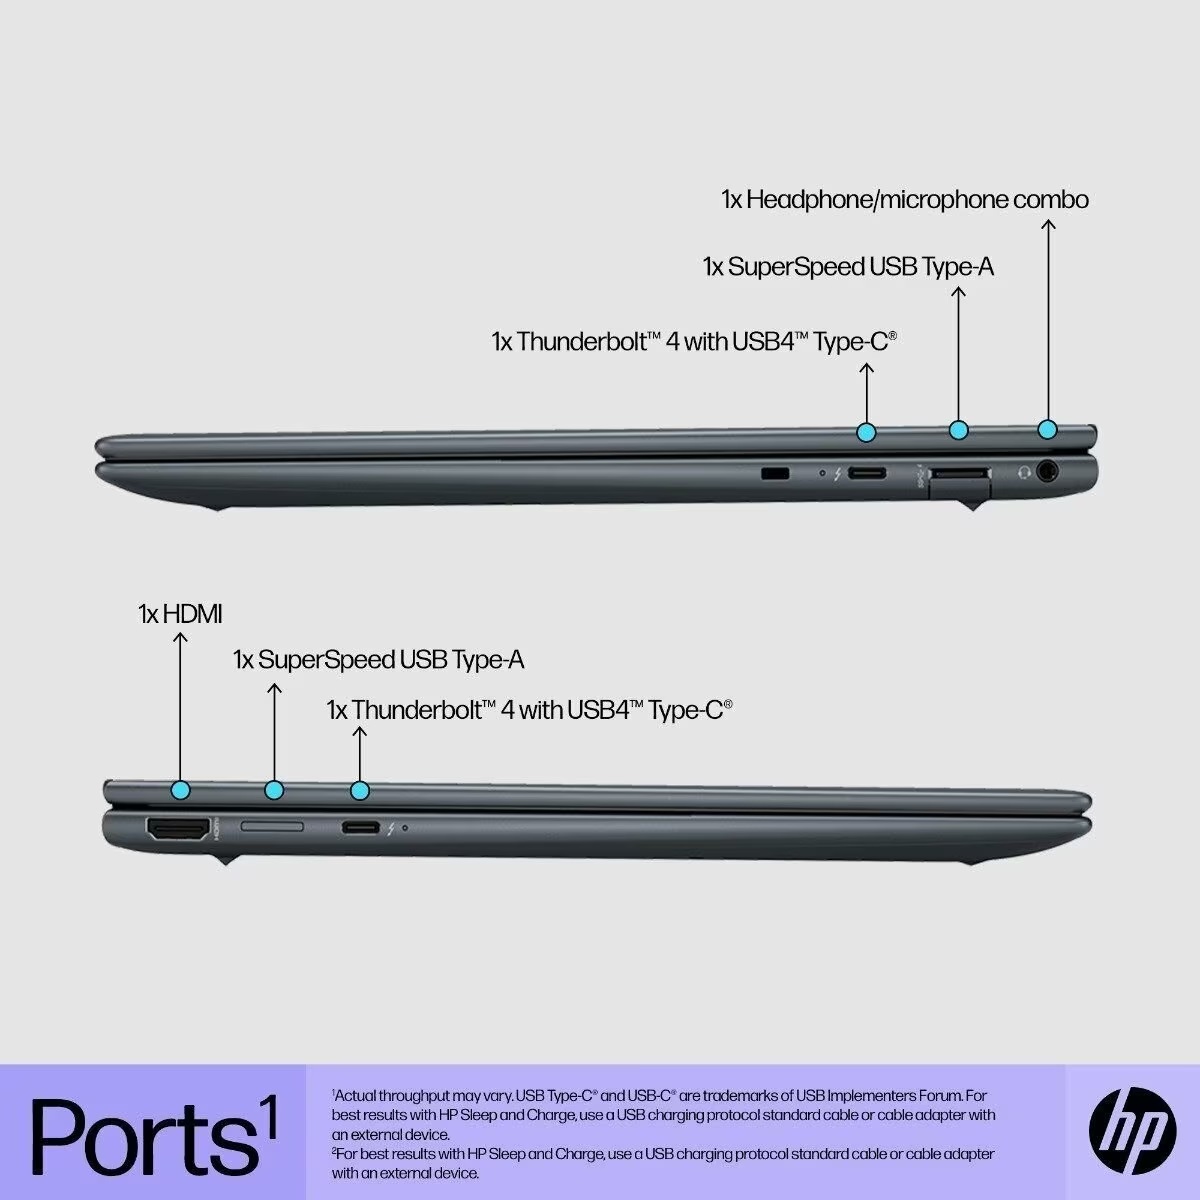 1x Headphone/microphone combo
1x SuperSpeed USB Type-A
1x Thunderbolt™ 4 with USB4™ Type-C®
1x HDMI
1x SuperSpeed USB Type-A
1x Thunderbolt™ 4 with USB4™ Type-C®
HDMI
Ports¹
¹Actual throughput may vary. USB Type-C® and USB-C® are trademarks of USB Implementers Forum. For
best results with HP Sleep and Charge, use a USB charging protocol standard cable or cable adapter with
an external device.
²For best results with HP Sleep and Charge, use a USB charging protocol standard cable or cable adapter
with an external device.
hp